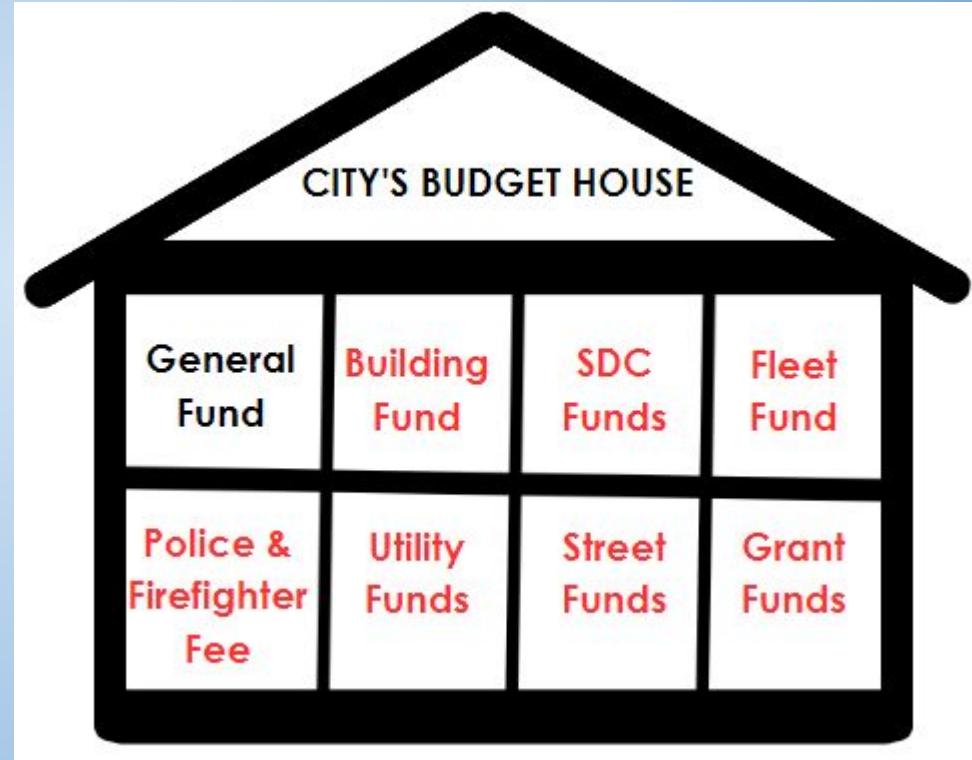 CITY'S BUDGET HOUSE
General
Fund
Building
Fund
SDC
Funds
Fleet
Fund
Police &
Firefighter
Fee
Utility
Funds
Street
Funds
Grant
Funds